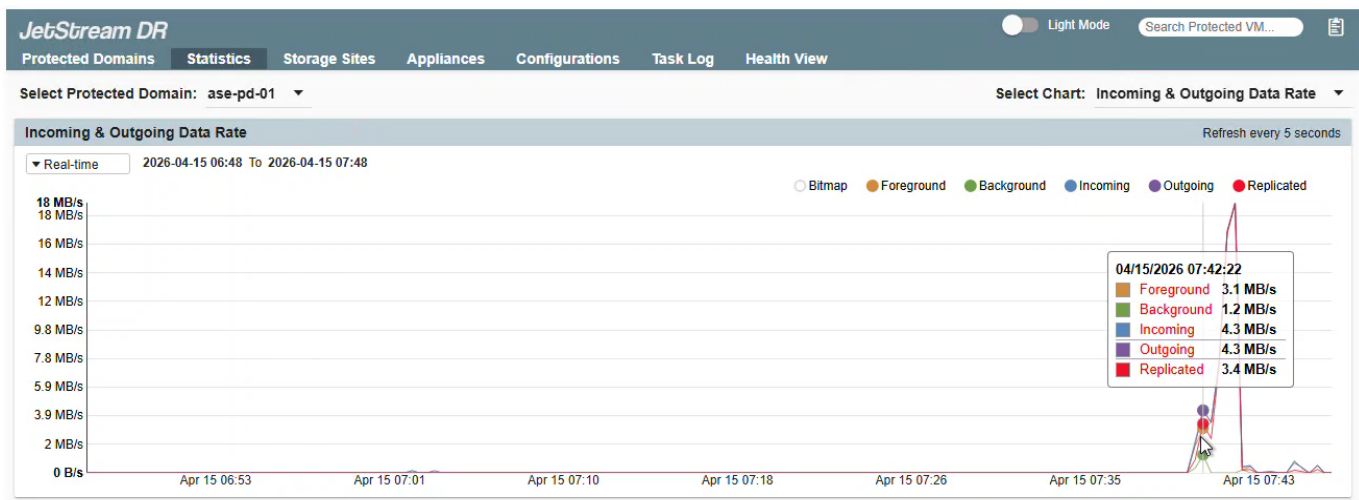 JetStream DR
Light Mode
Search Protected VM...
Protected Domains Statistics Storage Sites Appliances Configurations Task Log Health View
Select Protected Domain: ase-pd-01
Select Chart: Incoming & Outgoing Data Rate
Incoming & Outgoing Data Rate
Refresh every 5 seconds
Real-time 2026-04-15 06:48 To 2026-04-15 07:48
Bitmap Foreground Background Incoming Outgoing Replicated
18 MB/s
18 MB/s
16 MB/s
14 MB/s
12 MB/s
9.8 MB/s
7.8 MB/s
5.9 MB/s
3.9 MB/s
2 MB/s
0 B/s
04/15/2026 07:42:22
Foreground 3.1 MB/s
Background 1.2 MB/s
Incoming 4.3 MB/s
Outgoing 4.3 MB/s
Replicated 3.4 MB/s
Apr 15 06:53 Apr 15 07:01 Apr 15 07:10 Apr 15 07:18 Apr 15 07:26 Apr 15 07:35 Apr 15 07:43